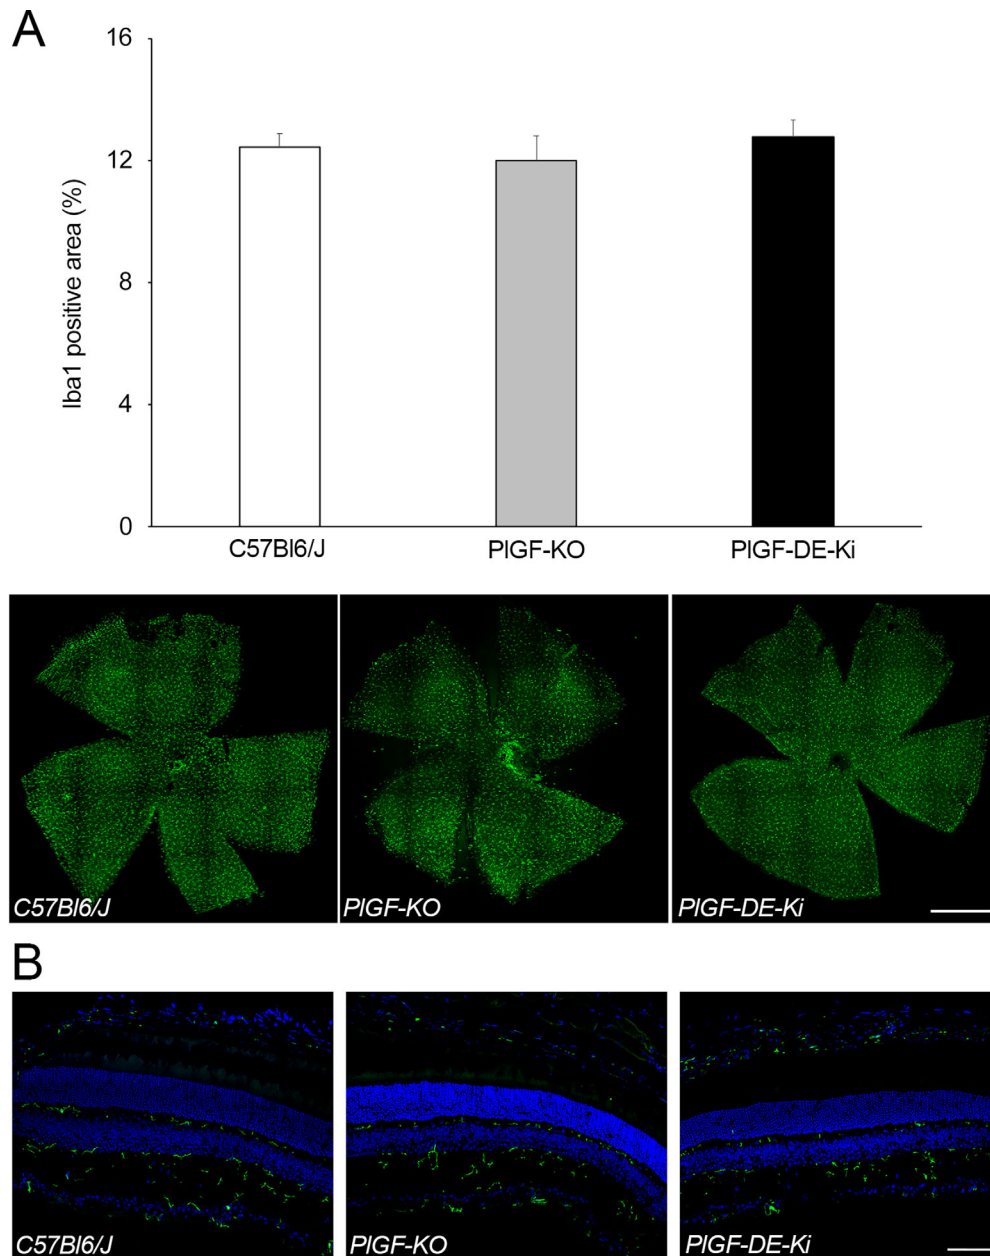 A
16
12
8
4
0
Iba1 positive area (%)
C57Bl6/J PlGF-KO PlGF-DE-Ki
C57Bl6/J PlGF-KO PlGF-DE-Ki
B
C57Bl6/J PlGF-KO PlGF-DE-Ki